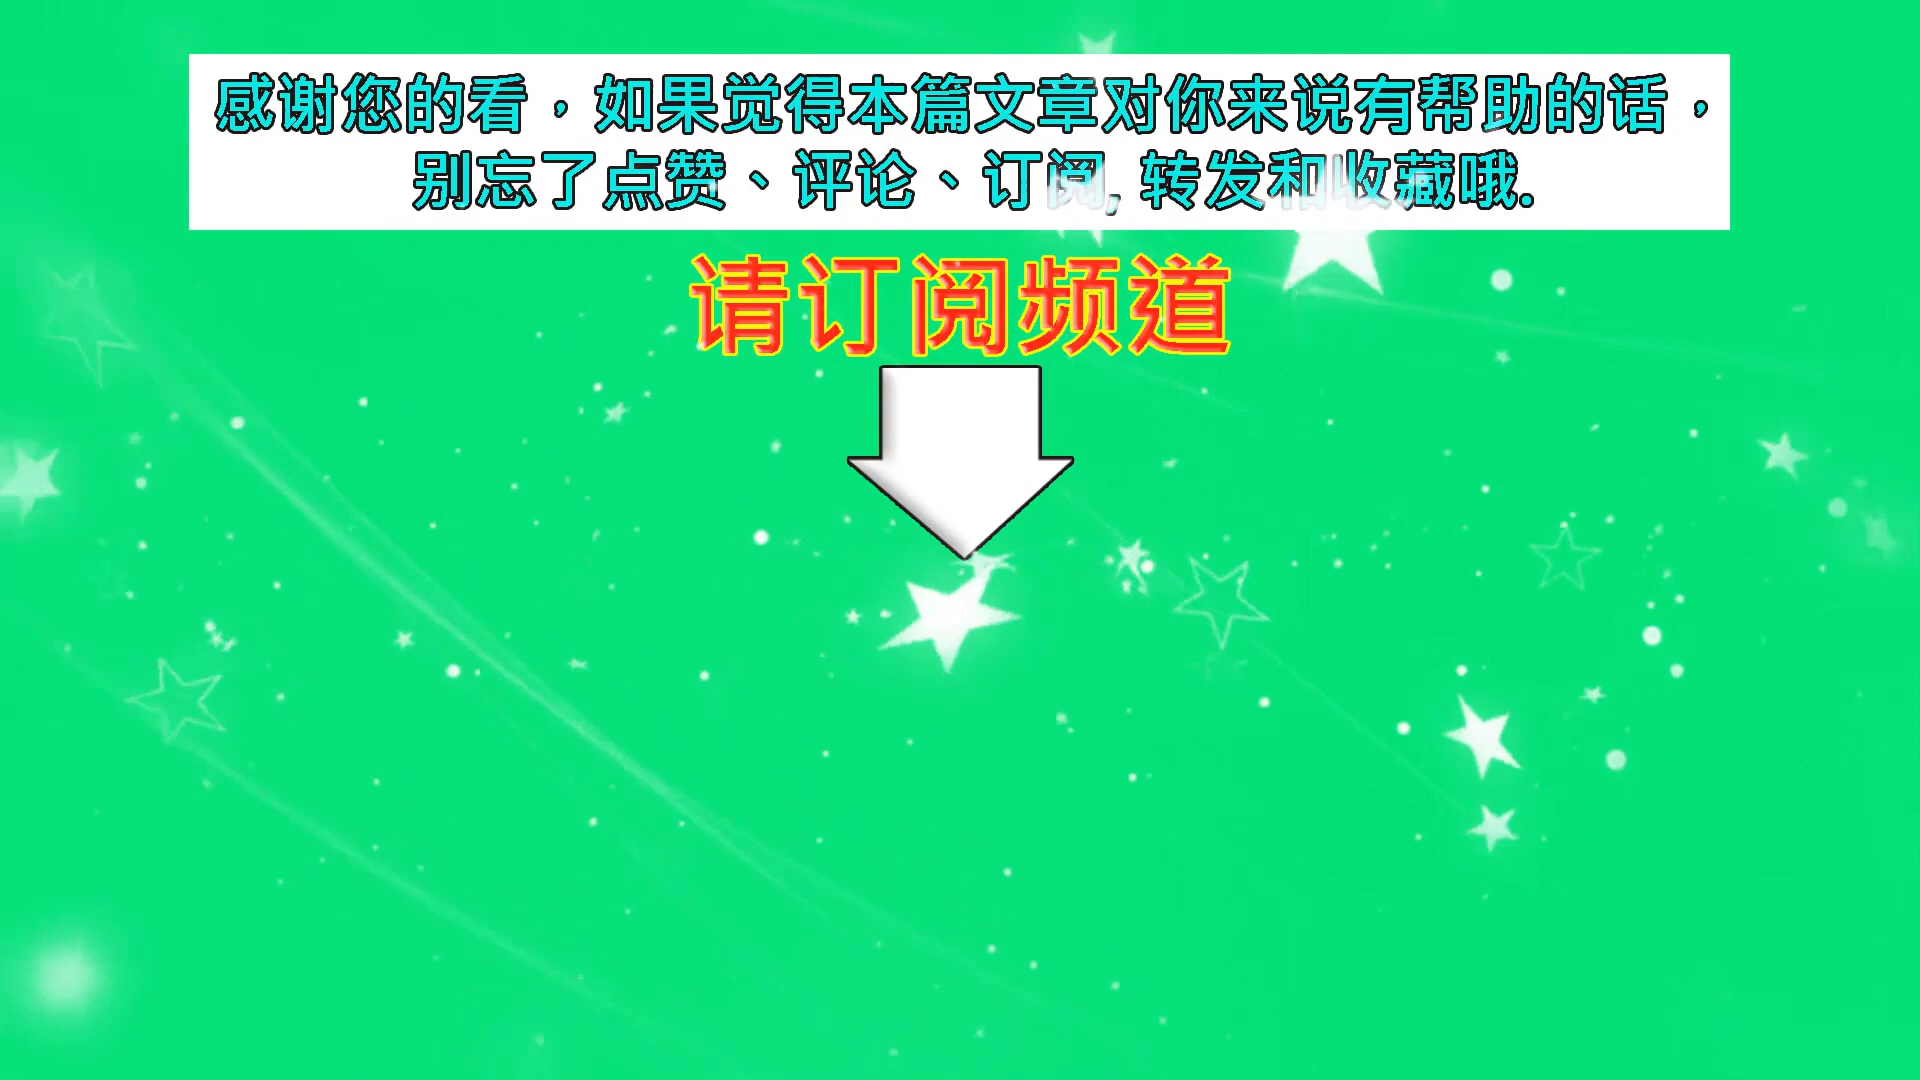 感谢您的看，如果觉得本篇文章对你来说有帮助的话，
别忘了点赞、评论、订阅, 转发和收藏哦.
请订阅频道